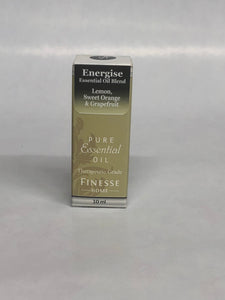 Energise
Essential Oil Blend
Lemon,
Sweet Orange
& Grapefruit
PURE
Essential
OIL
Therapeutic Grade
FINESSE
HOME
10 ml